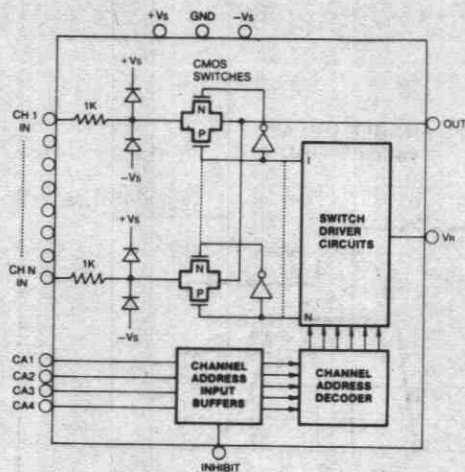 +Vs GND −Vs
CMOS
SWITCHES
+Vs
CH 1
IN
1K
N
P
OUT
−Vs
1
SWITCH
DRIVER
CIRCUITS
VR
+Vs
CH N
IN
1K
N
P
N
−Vs
CA1
CA2
CA3
CA4
CHANNEL
ADDRESS
INPUT
BUFFERS
CHANNEL
ADDRESS
DECODER
INHIBIT